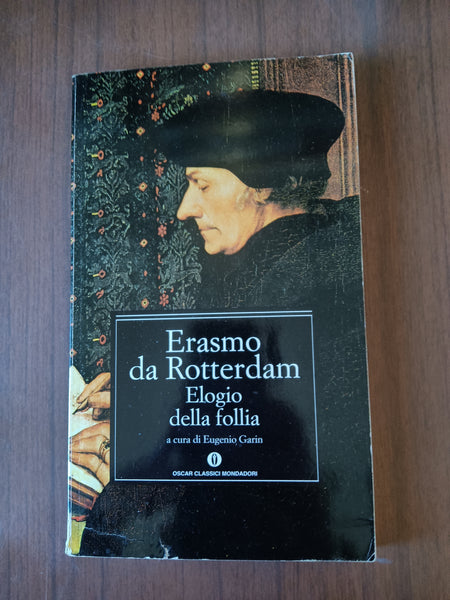 Erasmo
da Rotterdam
Elogio
della follia
a cura di Eugenio Garin
OSCAR CLASSICI MONDADORI